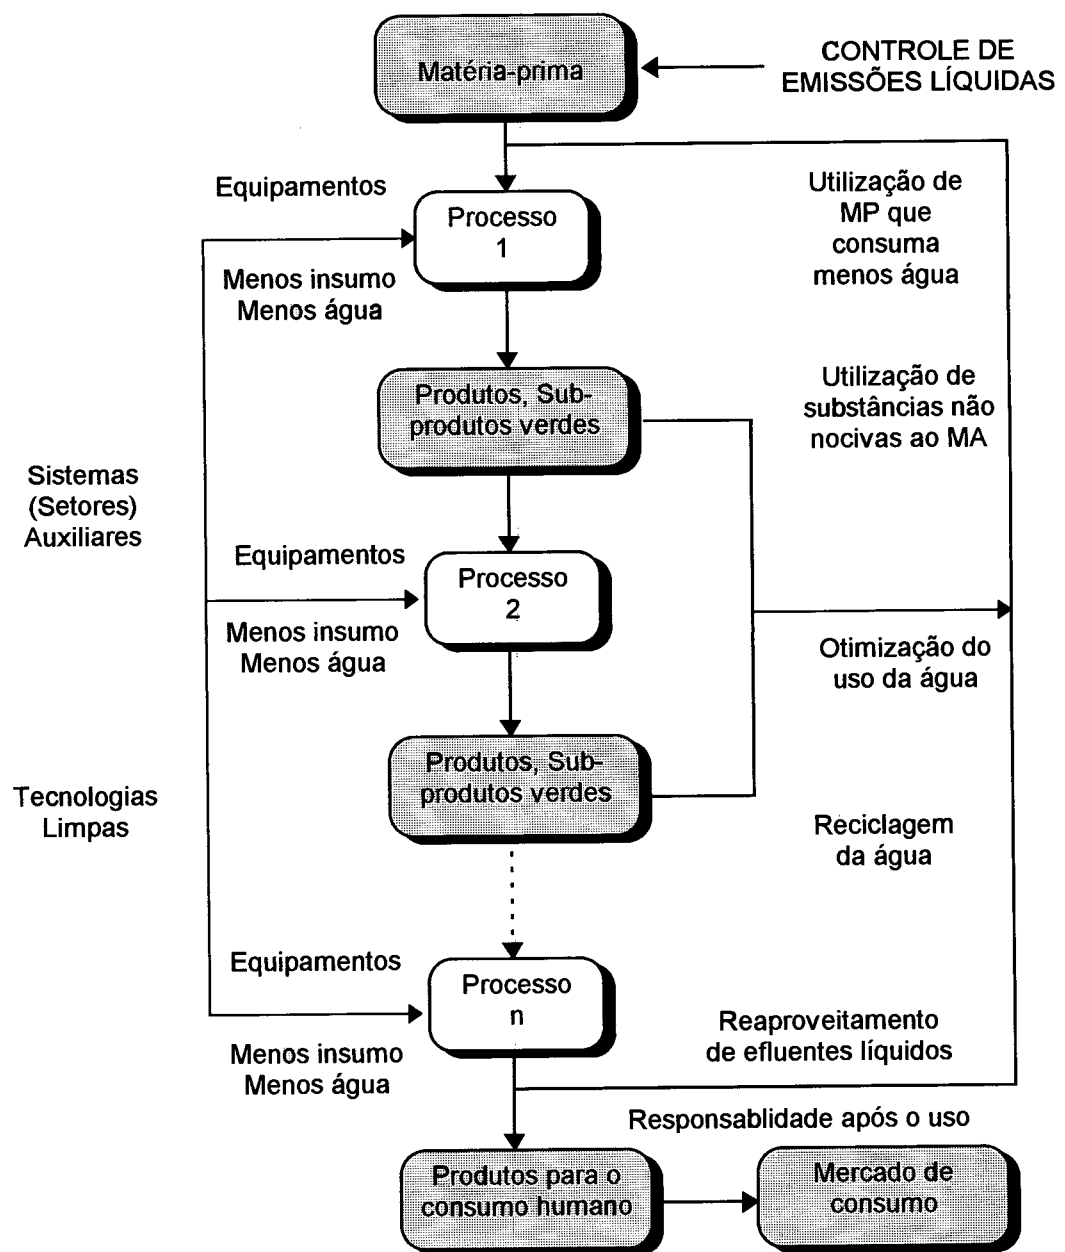 Matéria-prima
CONTROLE DE
EMISSÕES LÍQUIDAS
Equipamentos
Processo
1
Menos insumo
Menos água
Utilização de
MP que
consuma
menos água
Produtos, Sub-
produtos verdes
Utilização de
substâncias não
nocivas ao MA
Sistemas
(Setores)
Auxiliares
Equipamentos
Processo
2
Menos insumo
Menos água
Otimização do
uso da água
Produtos, Sub-
produtos verdes
Tecnologias
Limpas
Reciclagem
da água
Equipamentos
Processo
n
Menos insumo
Menos água
Reaproveitamento
de efluentes líquidos
Responsablidade após o uso
Produtos para o
consumo humano
Mercado de
consumo